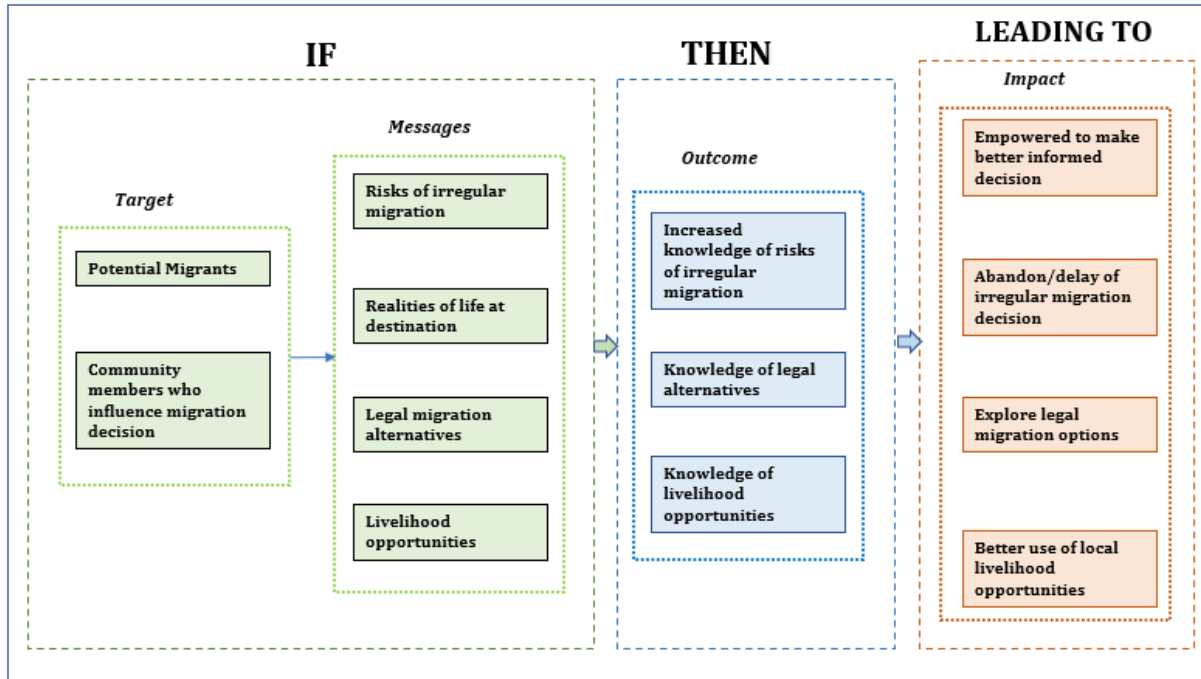 IF
THEN
LEADING TO
Target
Potential Migrants
Community
members who
influence migration
decision
Messages
Risks of irregular
migration
Realities of life at
destination
Legal migration
alternatives
Livelihood
opportunities
Outcome
Increased
knowledge of risks
of irregular
migration
Knowledge of legal
alternatives
Knowledge of
livelihood
opportunities
Impact
Empowered to make
better informed
decision
Abandon/delay of
irregular migration
decision
Explore legal
migration options
Better use of local
livelihood
opportunities